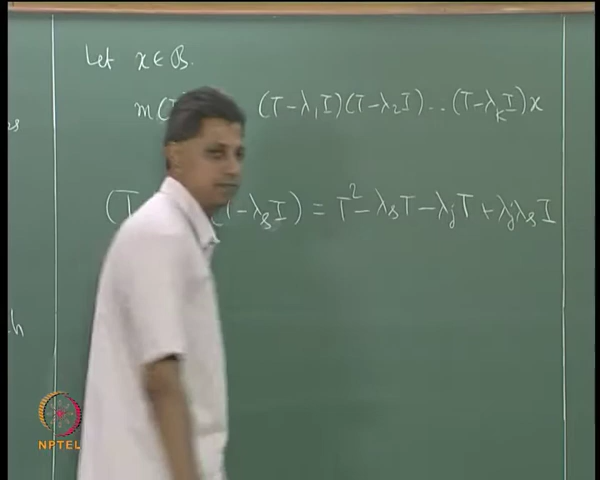 Let x ∈ ℬ.
m( (T-λ₁I)(T-λ₂I) .. (T-λₖI)x
(T -λₛI) = T² - λₛT - λⱼT + λⱼλₛI
NPTEL